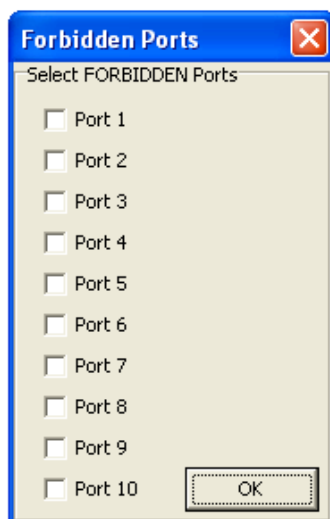 Forbidden Ports
Select FORBIDDEN Ports
Port 1
Port 2
Port 3
Port 4
Port 5
Port 6
Port 7
Port 8
Port 9
Port 10 OK